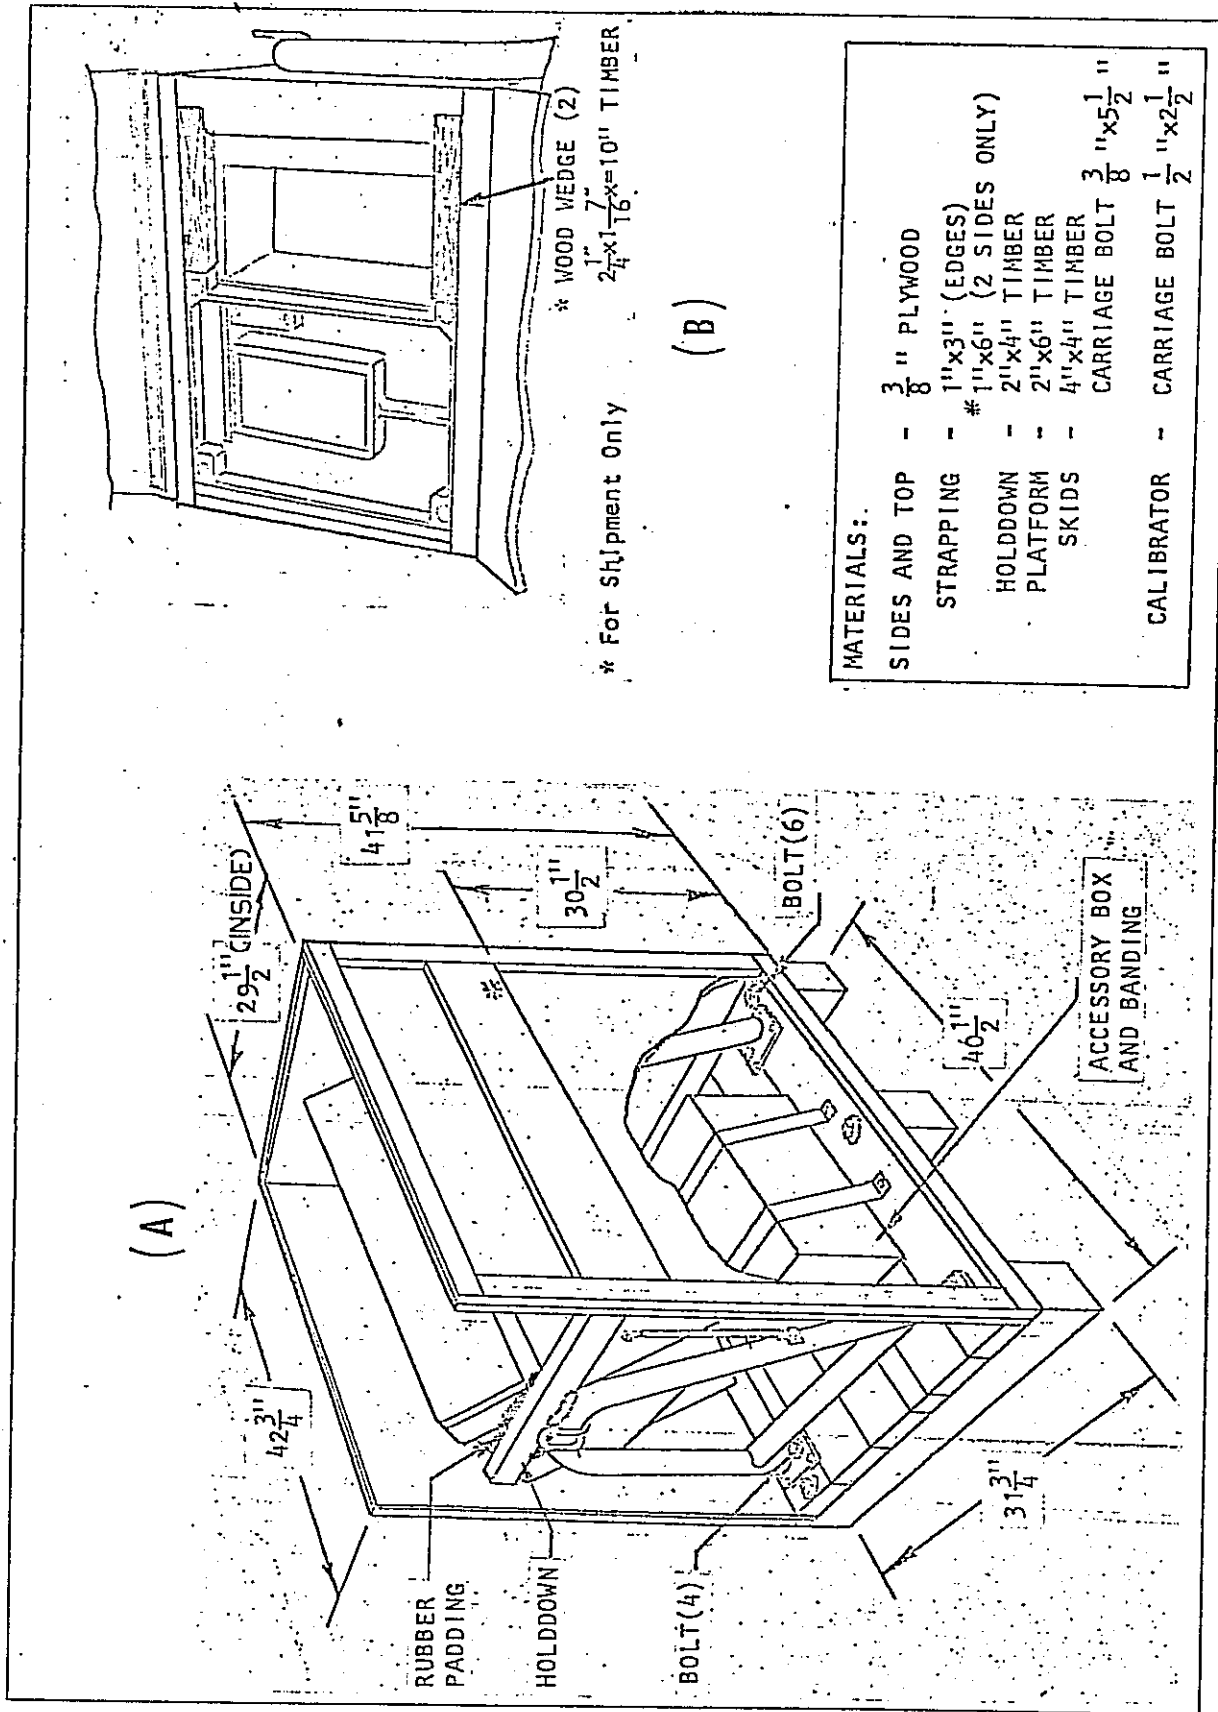 (A)
42 3/4"
29 1/2" (INSIDE)
41 5/8"
30 1/2"
*
RUBBER
PADDING
HOLDDOWN
BOLT(4)
BOLT(6)
31 3/4"
40 1/2"
ACCESSORY BOX
AND BANDING
* WOOD WEDGE (2)
2 1/4"x1 7/16"x=10" TIMBER
* For Shipment Only
(B)
MATERIALS:
SIDES AND TOP - 3/8" PLYWOOD
STRAPPING - 1"x3" (EDGES)
* 1"x6" (2 SIDES ONLY)
HOLDDOWN - 2"x4" TIMBER
PLATFORM - 2"x6" TIMBER
SKIDS - 4"x4" TIMBER
CARRIAGE BOLT 3/8"x5 1/2"
CALIBRATOR - CARRIAGE BOLT 1/2"x2 1/2"